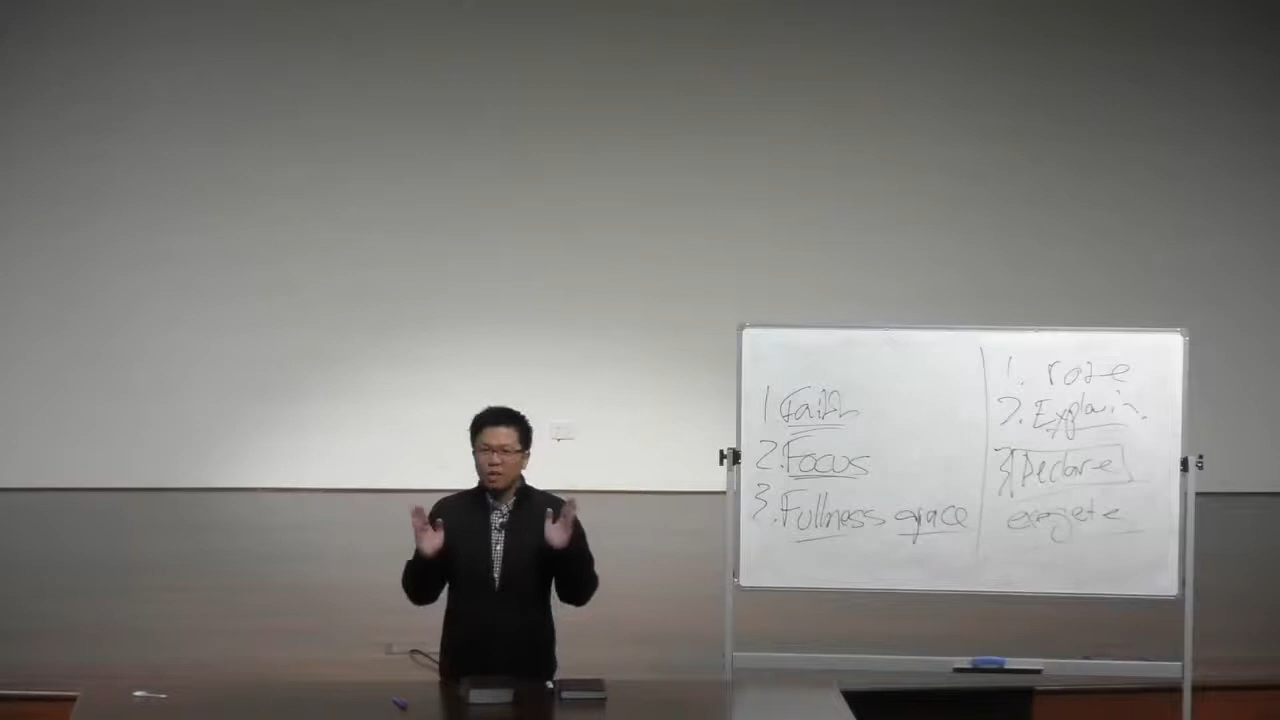 1 Faith
2. Focus
3. Fullness grace
1.
2. Explain.
3 Declare
exegete